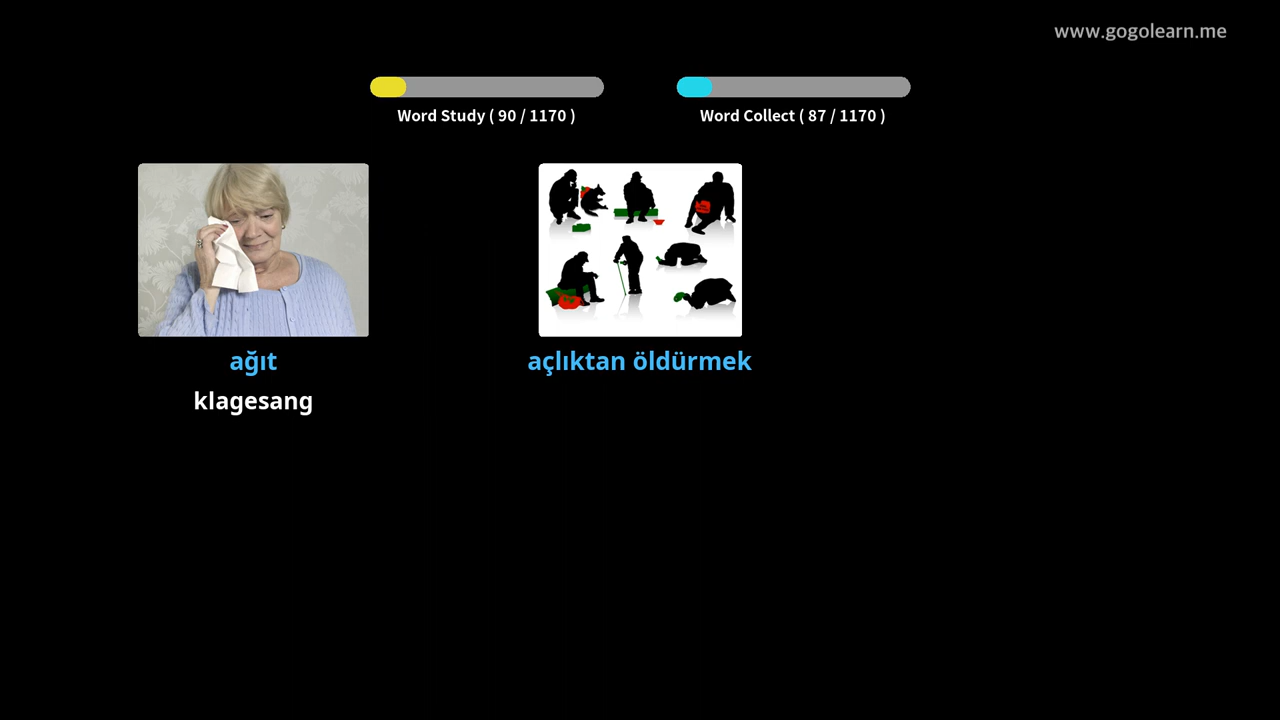 www.gogolearn.me
Word Study ( 90 / 1170 )
Word Collect ( 87 / 1170 )
ağıt
klagesang
açlıktan öldürmek